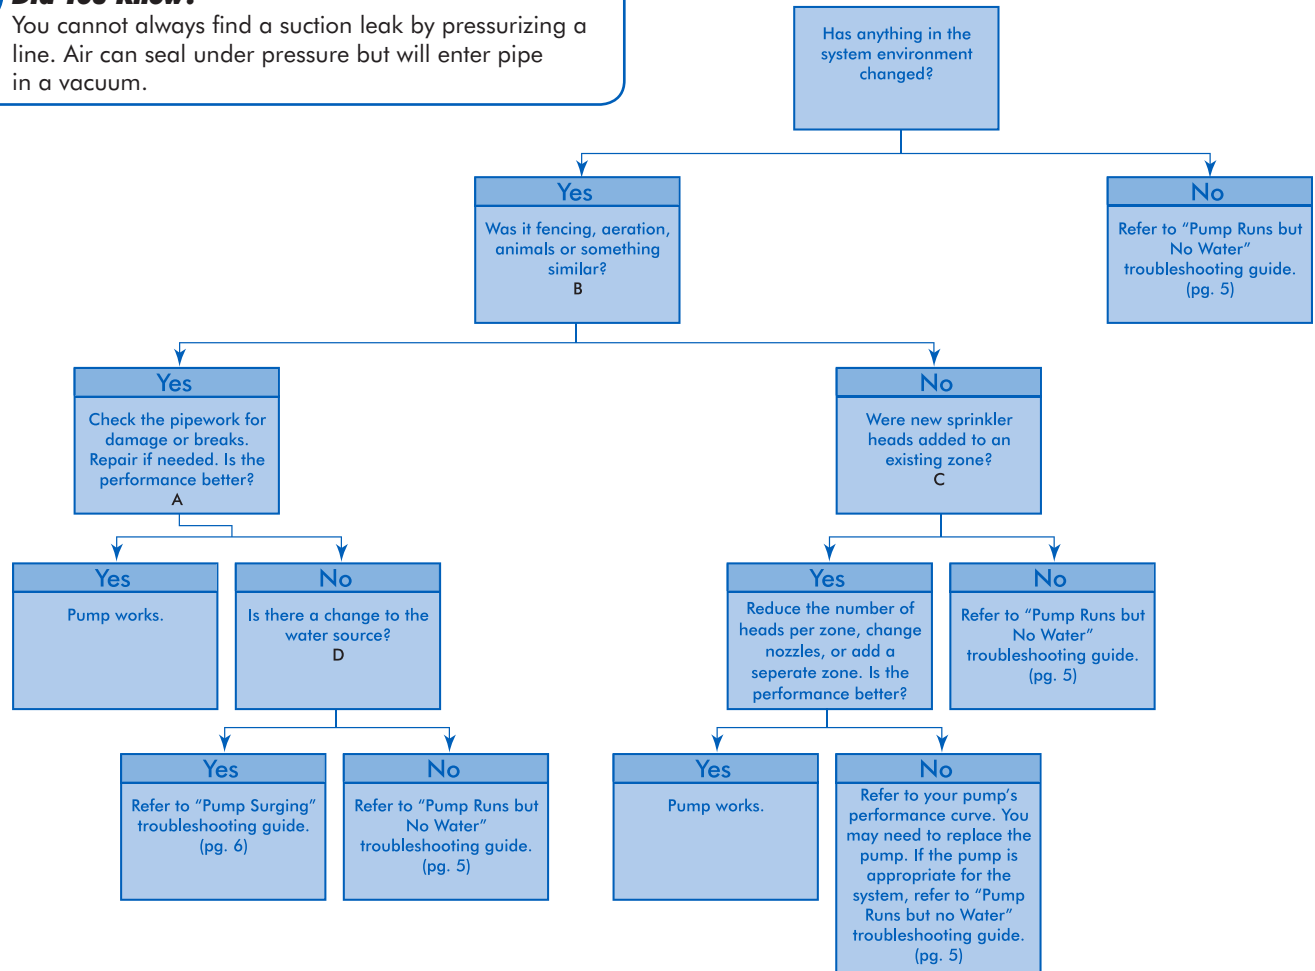 Did You Know?
You cannot always find a suction leak by pressurizing a
line. Air can seal under pressure but will enter pipe
in a vacuum.
Has anything in the
system environment
changed?
Yes
Was it fencing, aeration,
animals or something
similar?
B
No
Refer to “Pump Runs but
No Water”
troubleshooting guide.
(pg. 5)
Yes
Check the pipework for
damage or breaks.
Repair if needed. Is the
performance better?
A
No
Were new sprinkler
heads added to an
existing zone?
C
Yes
Pump works.
No
Is there a change to the
water source?
D
Yes
Reduce the number of
heads per zone, change
nozzles, or add a
seperate zone. Is the
performance better?
No
Refer to “Pump Runs but
No Water”
troubleshooting guide.
(pg. 5)
Yes
Refer to “Pump Surging”
troubleshooting guide.
(pg. 6)
No
Refer to “Pump Runs but
No Water”
troubleshooting guide.
(pg. 5)
Yes
Pump works.
No
Refer to your pump’s
performance curve. You
may need to replace the
pump. If the pump is
appropriate for the
system, refer to “Pump
Runs but no Water”
troubleshooting guide.
(pg. 5)